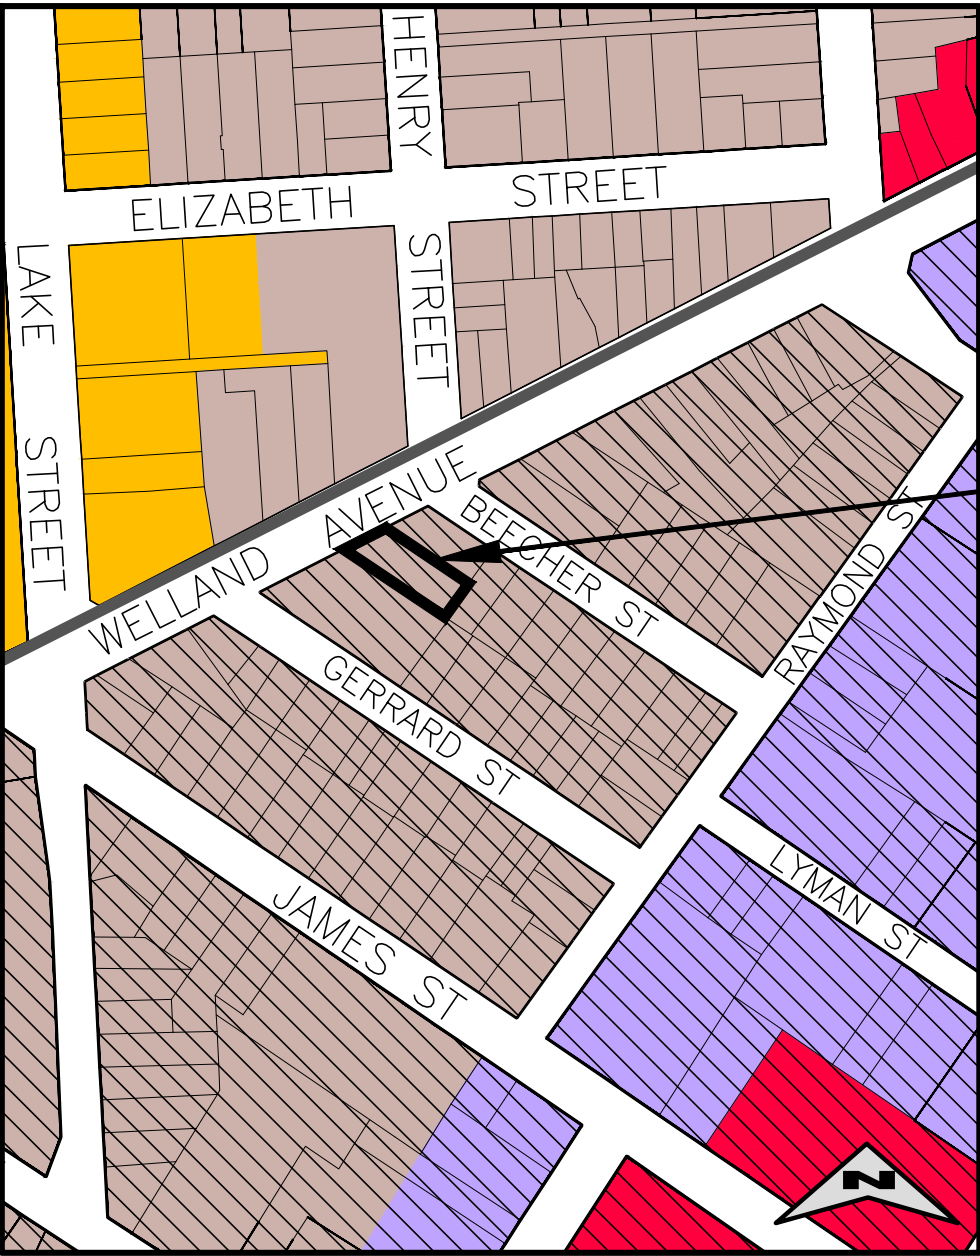 HENRY
STREET
ELIZABETH STREET
LAKE STREET
WELLAND AVENUE
BEECHER ST
RAYMOND ST
GERRARD ST
LYMAN ST
JAMES ST
N